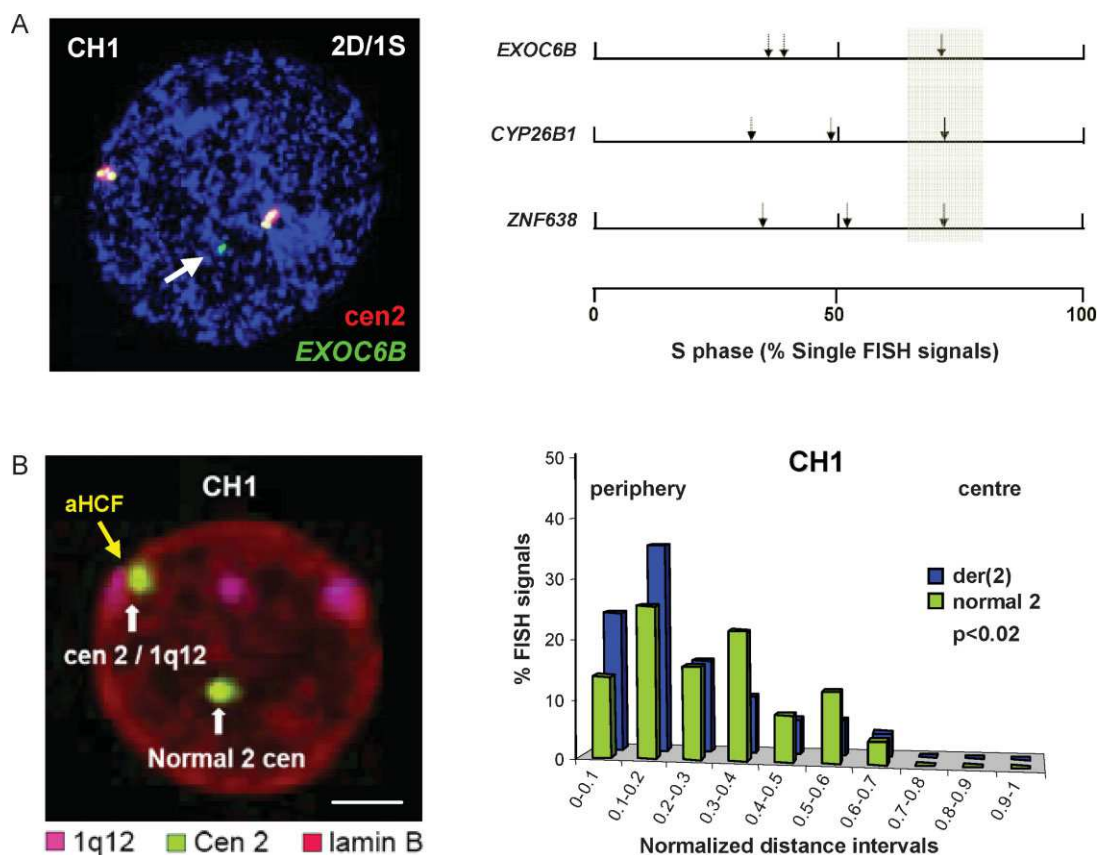 A
CH1
2D/1S
cen2
EXOC6B
EXOC6B
CYP26B1
ZNF638
0
50
100
S phase (% Single FISH signals)
B
CH1
aHCF
cen 2 / 1q12
Normal 2 cen
1q12 Cen 2 lamin B
CH1
periphery
centre
50
40
30
20
10
0
% FISH signals
der(2)
normal 2
p<0.02
0-0.1
0.1-0.2
0.2-0.3
0.3-0.4
0.4-0.5
0.5-0.6
0.6-0.7
0.7-0.8
0.8-0.9
0.9-1
Normalized distance intervals